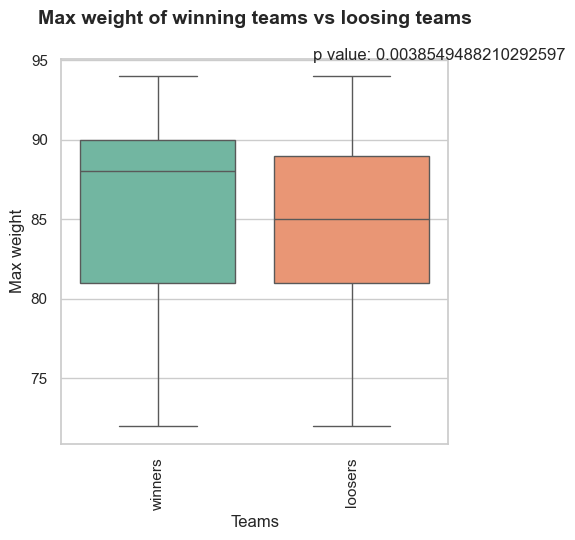 Max weight of winning teams vs loosing teams
p value: 0.0038549488210292597
95
90
85
80
75
Max weight
winners
loosers
Teams